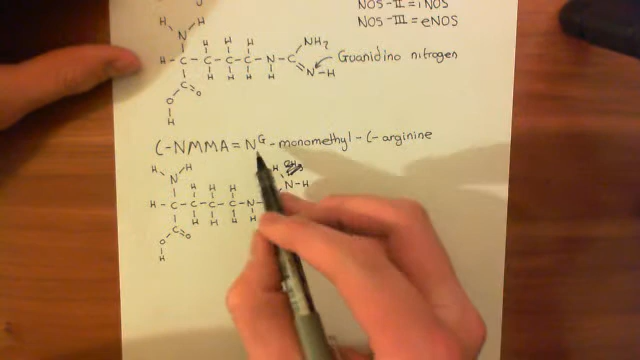 NOS-II = iNOS
NOS-III = eNOS
H H
N
H H H NH₂
H-C-C-C-C-N-C Guanidino nitrogen
H H H H N-H
C
O O
H
L-NMMA = Nᴳ-monomethyl-L-arginine
H H H
N H H H N-H
H-C-C-C-C-N-
H H H H
C
O O
H